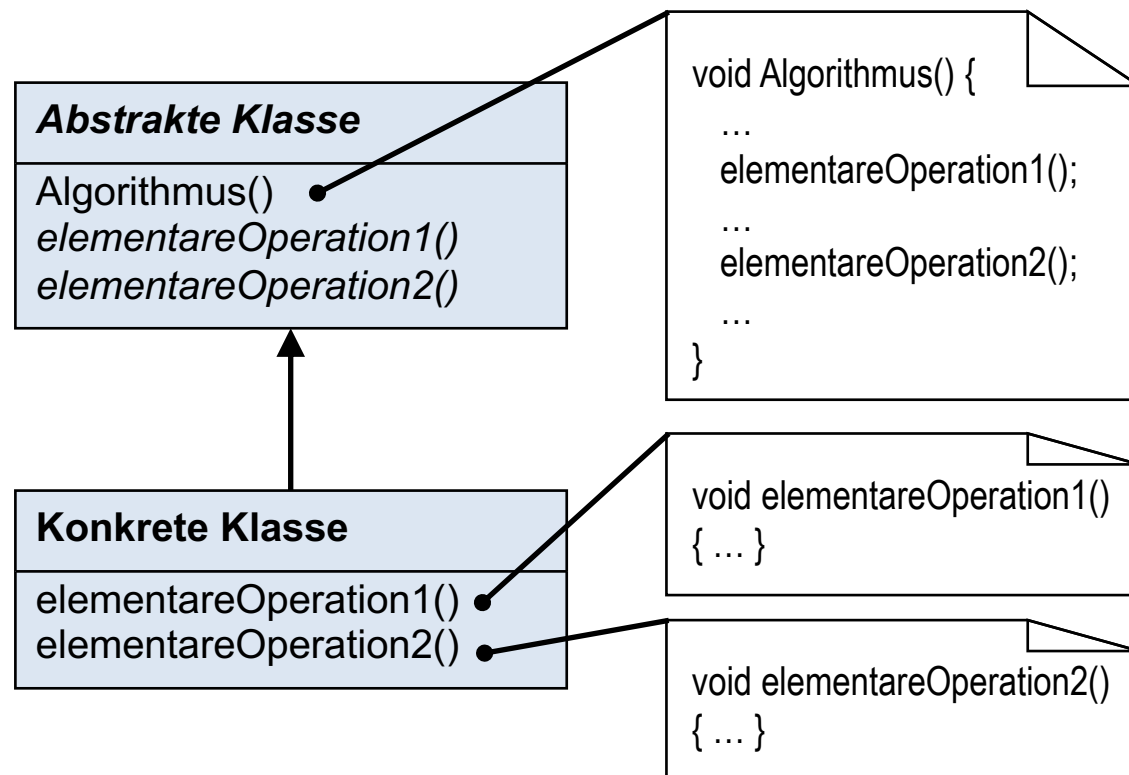 Abstrakte Klasse
Algorithmus()
elementareOperation1()
elementareOperation2()
void Algorithmus() {
…
elementareOperation1();
…
elementareOperation2();
…
}
Konkrete Klasse
elementareOperation1()
elementareOperation2()
void elementareOperation1()
{ … }
void elementareOperation2()
{ … }